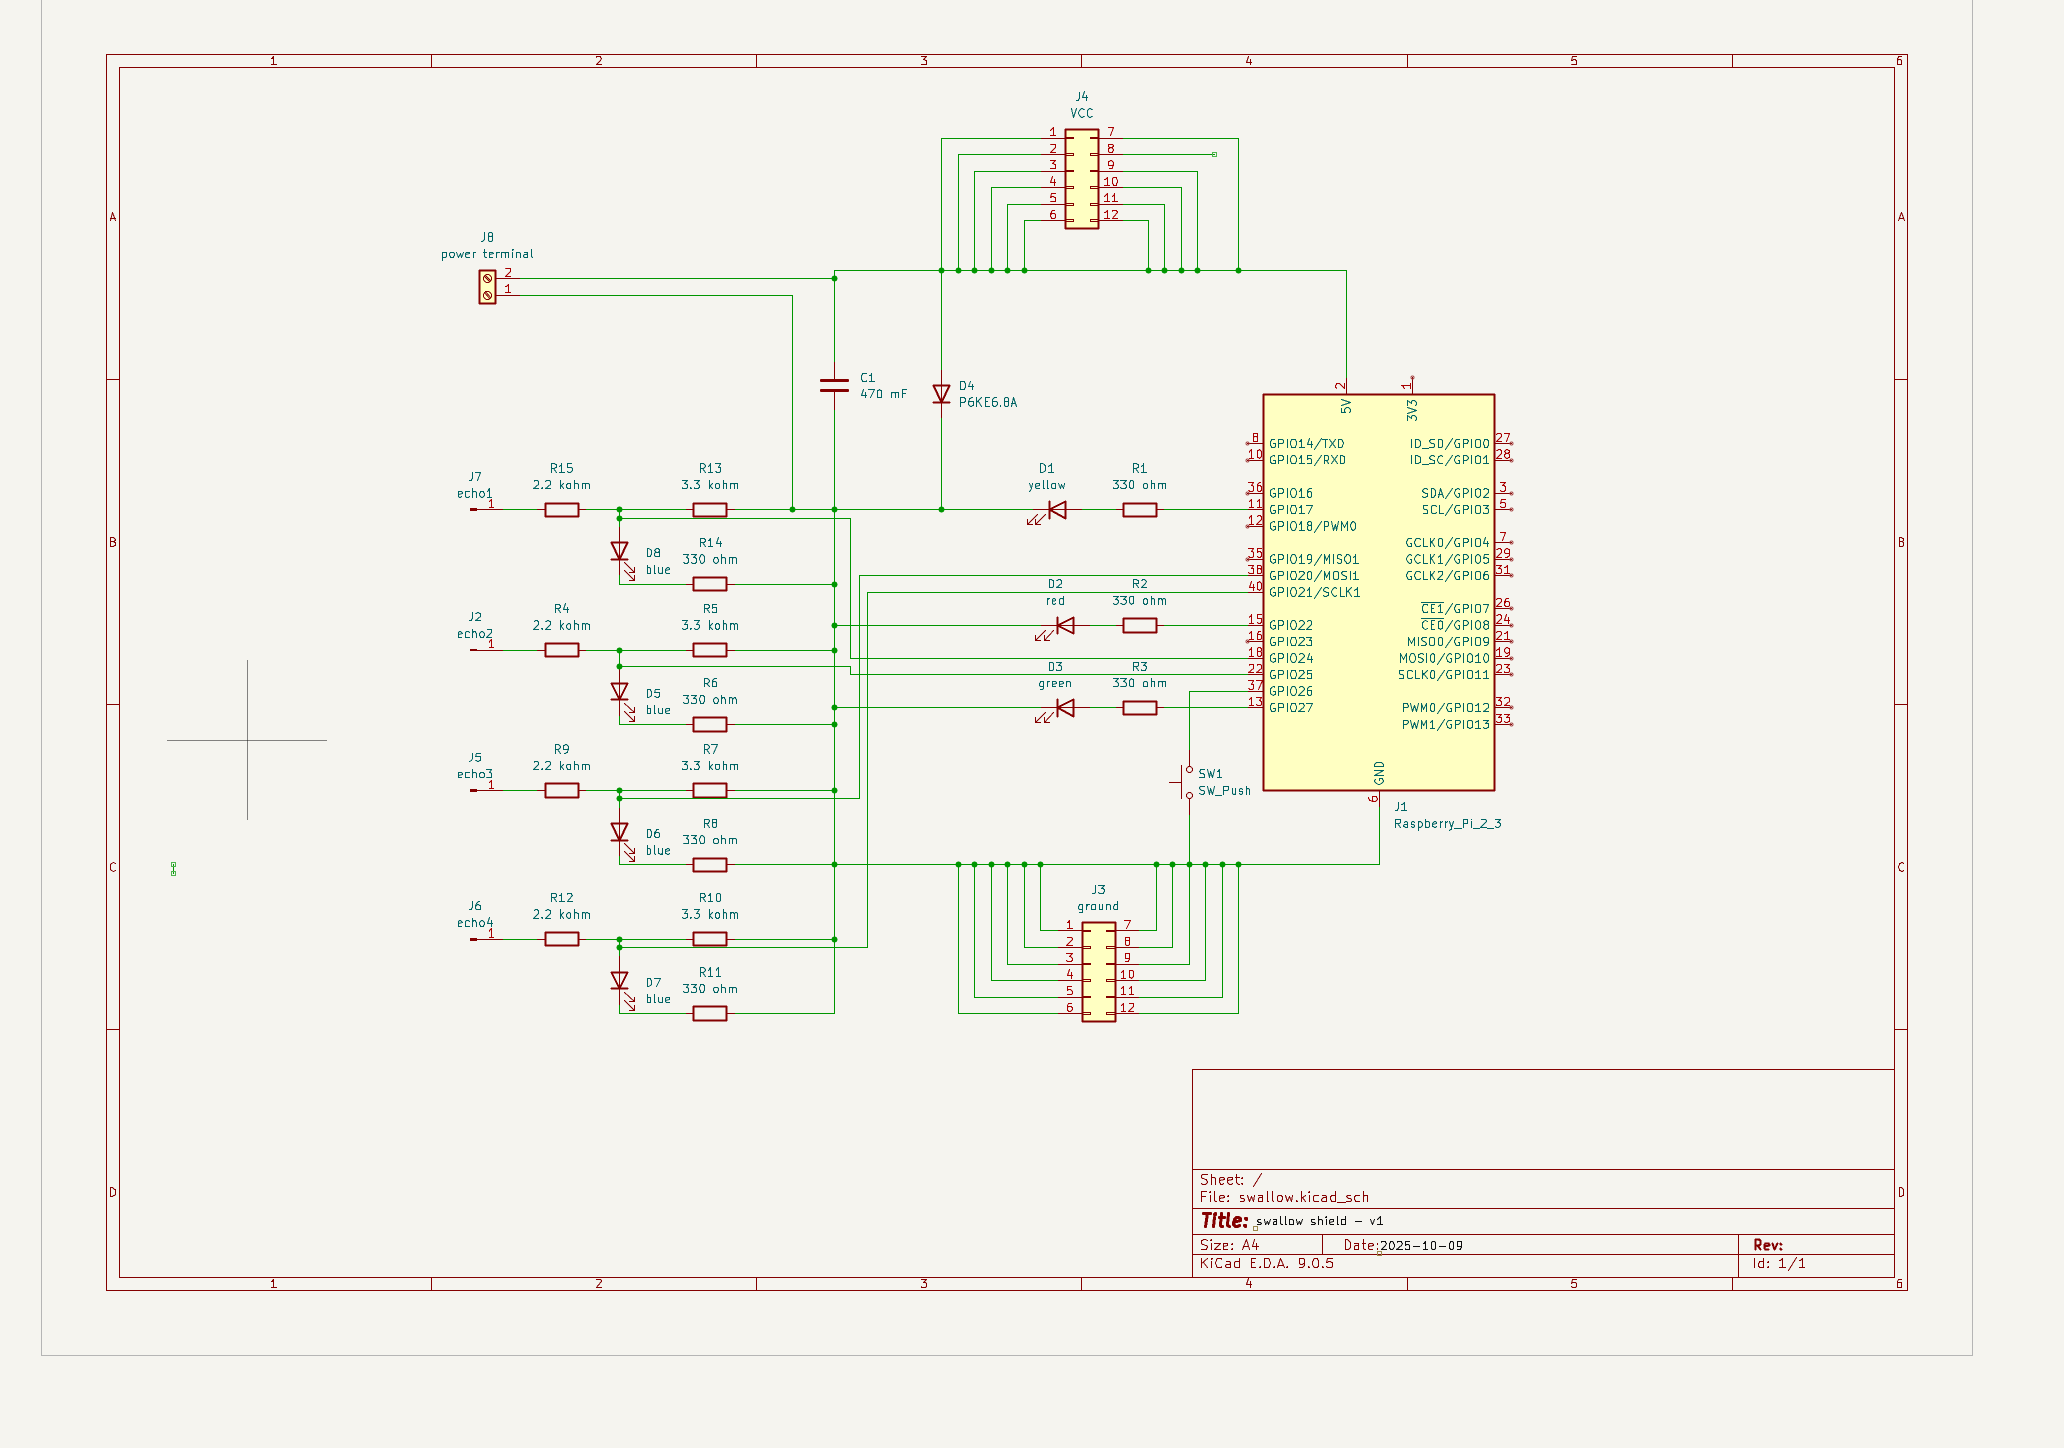 1 2 3 4 5 6
A A
B B
C C
D D
J4
VCC
1 7
2 8
3 9
4 10
5 11
6 12
J8
power terminal
2
1
C1
470 mF
D4
P6KE6.8A
J7
echo1
1
R15
2.2 kohm
R13
3.3 kohm
D8
blue
R14
330 ohm
J2
echo2
1
R4
2.2 kohm
R5
3.3 kohm
D5
blue
R6
330 ohm
J5
echo3
1
R9
2.2 kohm
R7
3.3 kohm
D6
blue
R8
330 ohm
J6
echo4
1
R12
2.2 kohm
R10
3.3 kohm
D7
blue
R11
330 ohm
D1
yellow
R1
330 ohm
D2
red
R2
330 ohm
D3
green
R3
330 ohm
SW1
SW_Push
2 5V
1 3V3
8 GPIO14/TXD
10 GPIO15/RXD
36 GPIO16
11 GPIO17
12 GPIO18/PWM0
35 GPIO19/MISO1
38 GPIO20/MOSI1
40 GPIO21/SCLK1
15 GPIO22
16 GPIO23
18 GPIO24
22 GPIO25
37 GPIO26
13 GPIO27
ID_SD/GPIO0 27
ID_SC/GPIO1 28
SDA/GPIO2 3
SCL/GPIO3 5
GCLK0/GPIO4 7
GCLK1/GPIO5 29
GCLK2/GPIO6 31
CE1/GPIO7 26
CE0/GPIO8 24
MISO0/GPIO9 21
MOSI0/GPIO10 19
SCLK0/GPIO11 23
PWM0/GPIO12 32
PWM1/GPIO13 33
GND 6
J1
Raspberry_Pi_2_3
J3
ground
1 7
2 8
3 9
4 10
5 11
6 12
Sheet: /
File: swallow.kicad_sch
Title: swallow shield - v1
Size: A4 Date:2025-10-09 Rev:
KiCad E.D.A. 9.0.5 Id: 1/1
1 2 3 4 5 6